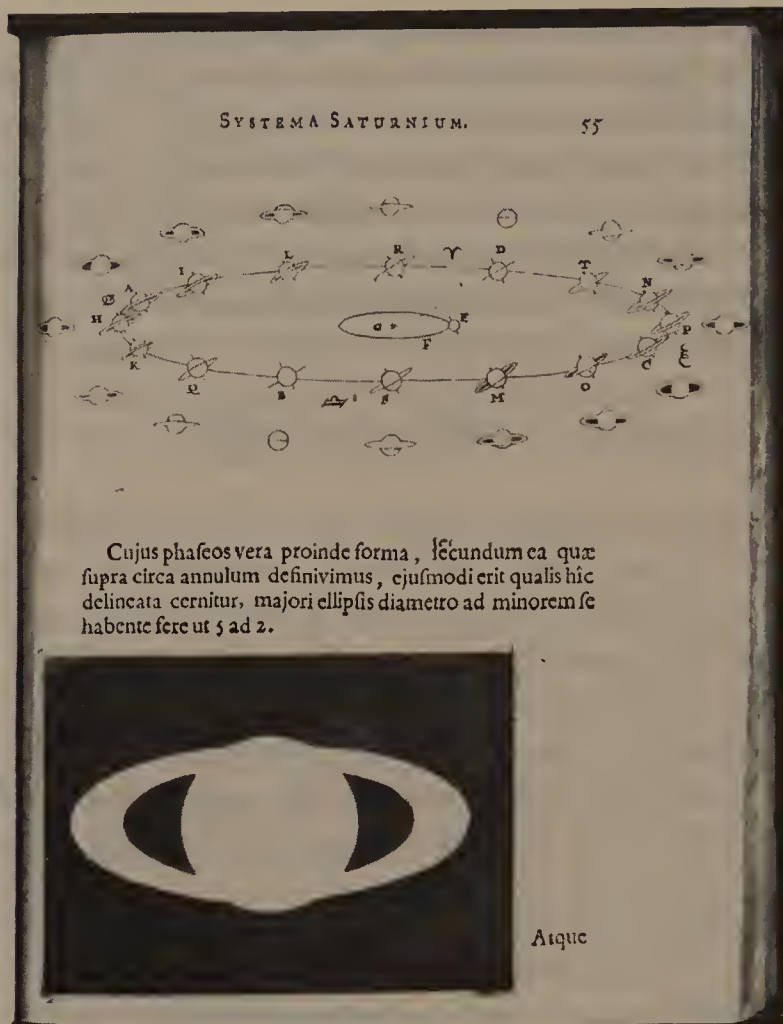 SYSTEMA SATURNIUM. 55
L R ♈ D
I T
A N
H P
G E
F
K C
Q B ♎ S M O
Cujus phaſeos vera proinde forma, ſecundum ea quæ
ſupra circa annulum definivimus, ejuſmodi erit qualis hîc
delineata cernitur, majori ellipſis diametro ad minorem ſe
habente fere ut 5 ad 2.
Atque